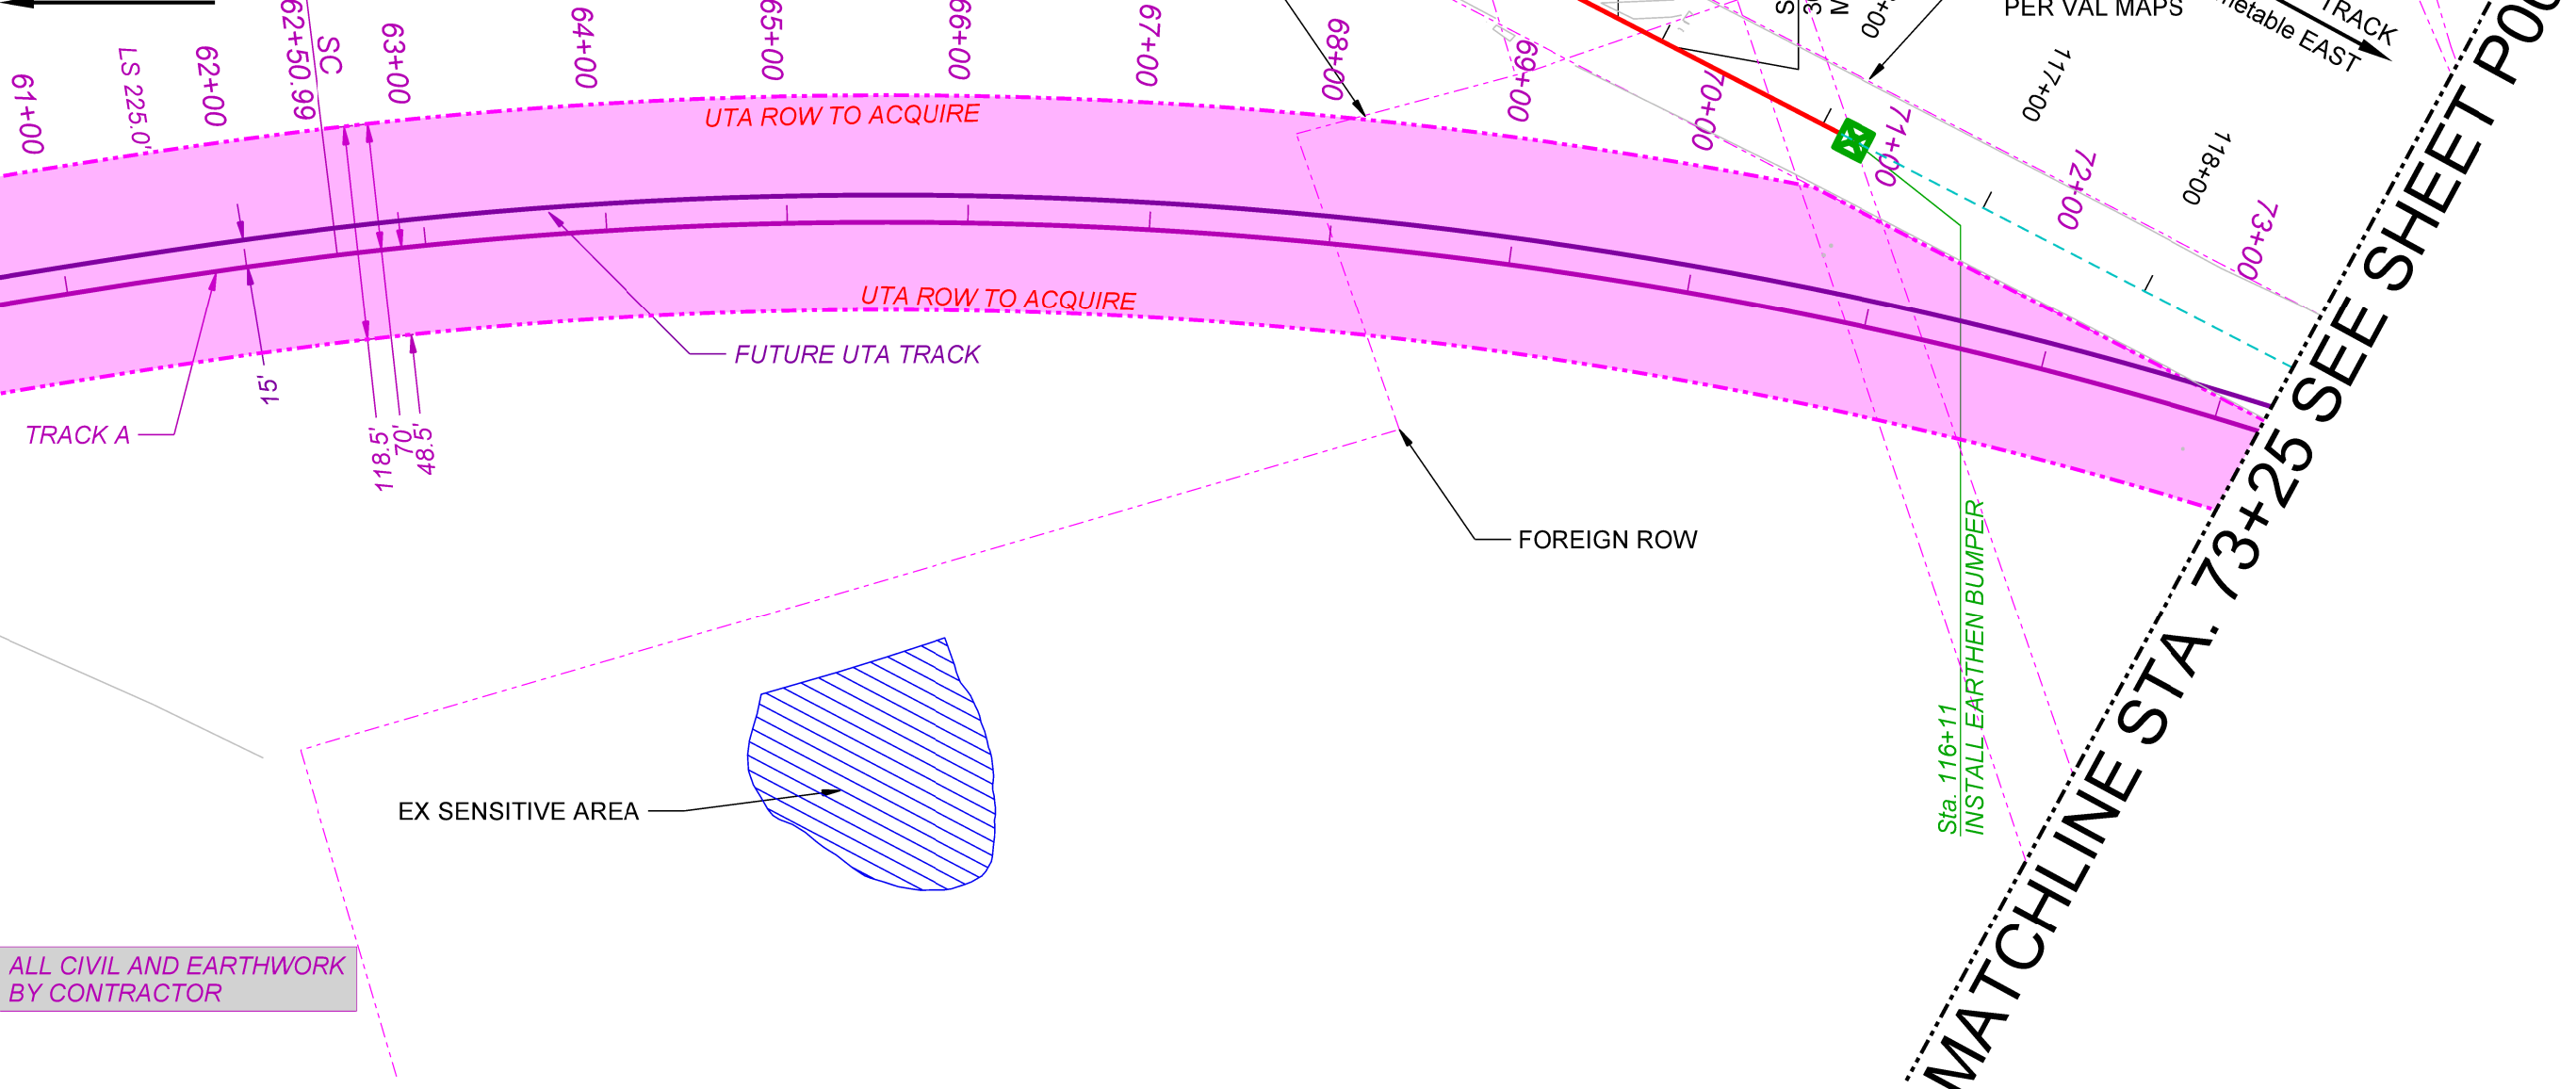 61+00
LS 225.0'
62+00
62+50.99
SC
63+00
64+00
65+00
66+00
67+00
68+00
69+00
70+00
71+00
72+00
73+00
117+00
118+00
PER VAL MAPS
TRACK
EAST
UTA ROW TO ACQUIRE
UTA ROW TO ACQUIRE
FUTURE UTA TRACK
TRACK A
15'
118.5'
70'
48.5'
FOREIGN ROW
EX SENSITIVE AREA
Sta. 116+11
INSTALL EARTHEN BUMPER
MATCHLINE STA. 73+25 SEE SHEET
ALL CIVIL AND EARTHWORK
BY CONTRACTOR